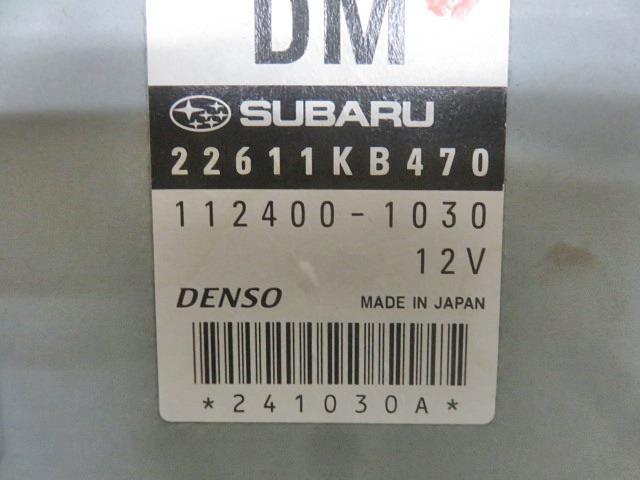 DM
SUBARU
22611KB470
112400-1030
12V
DENSO MADE IN JAPAN
*241030A*